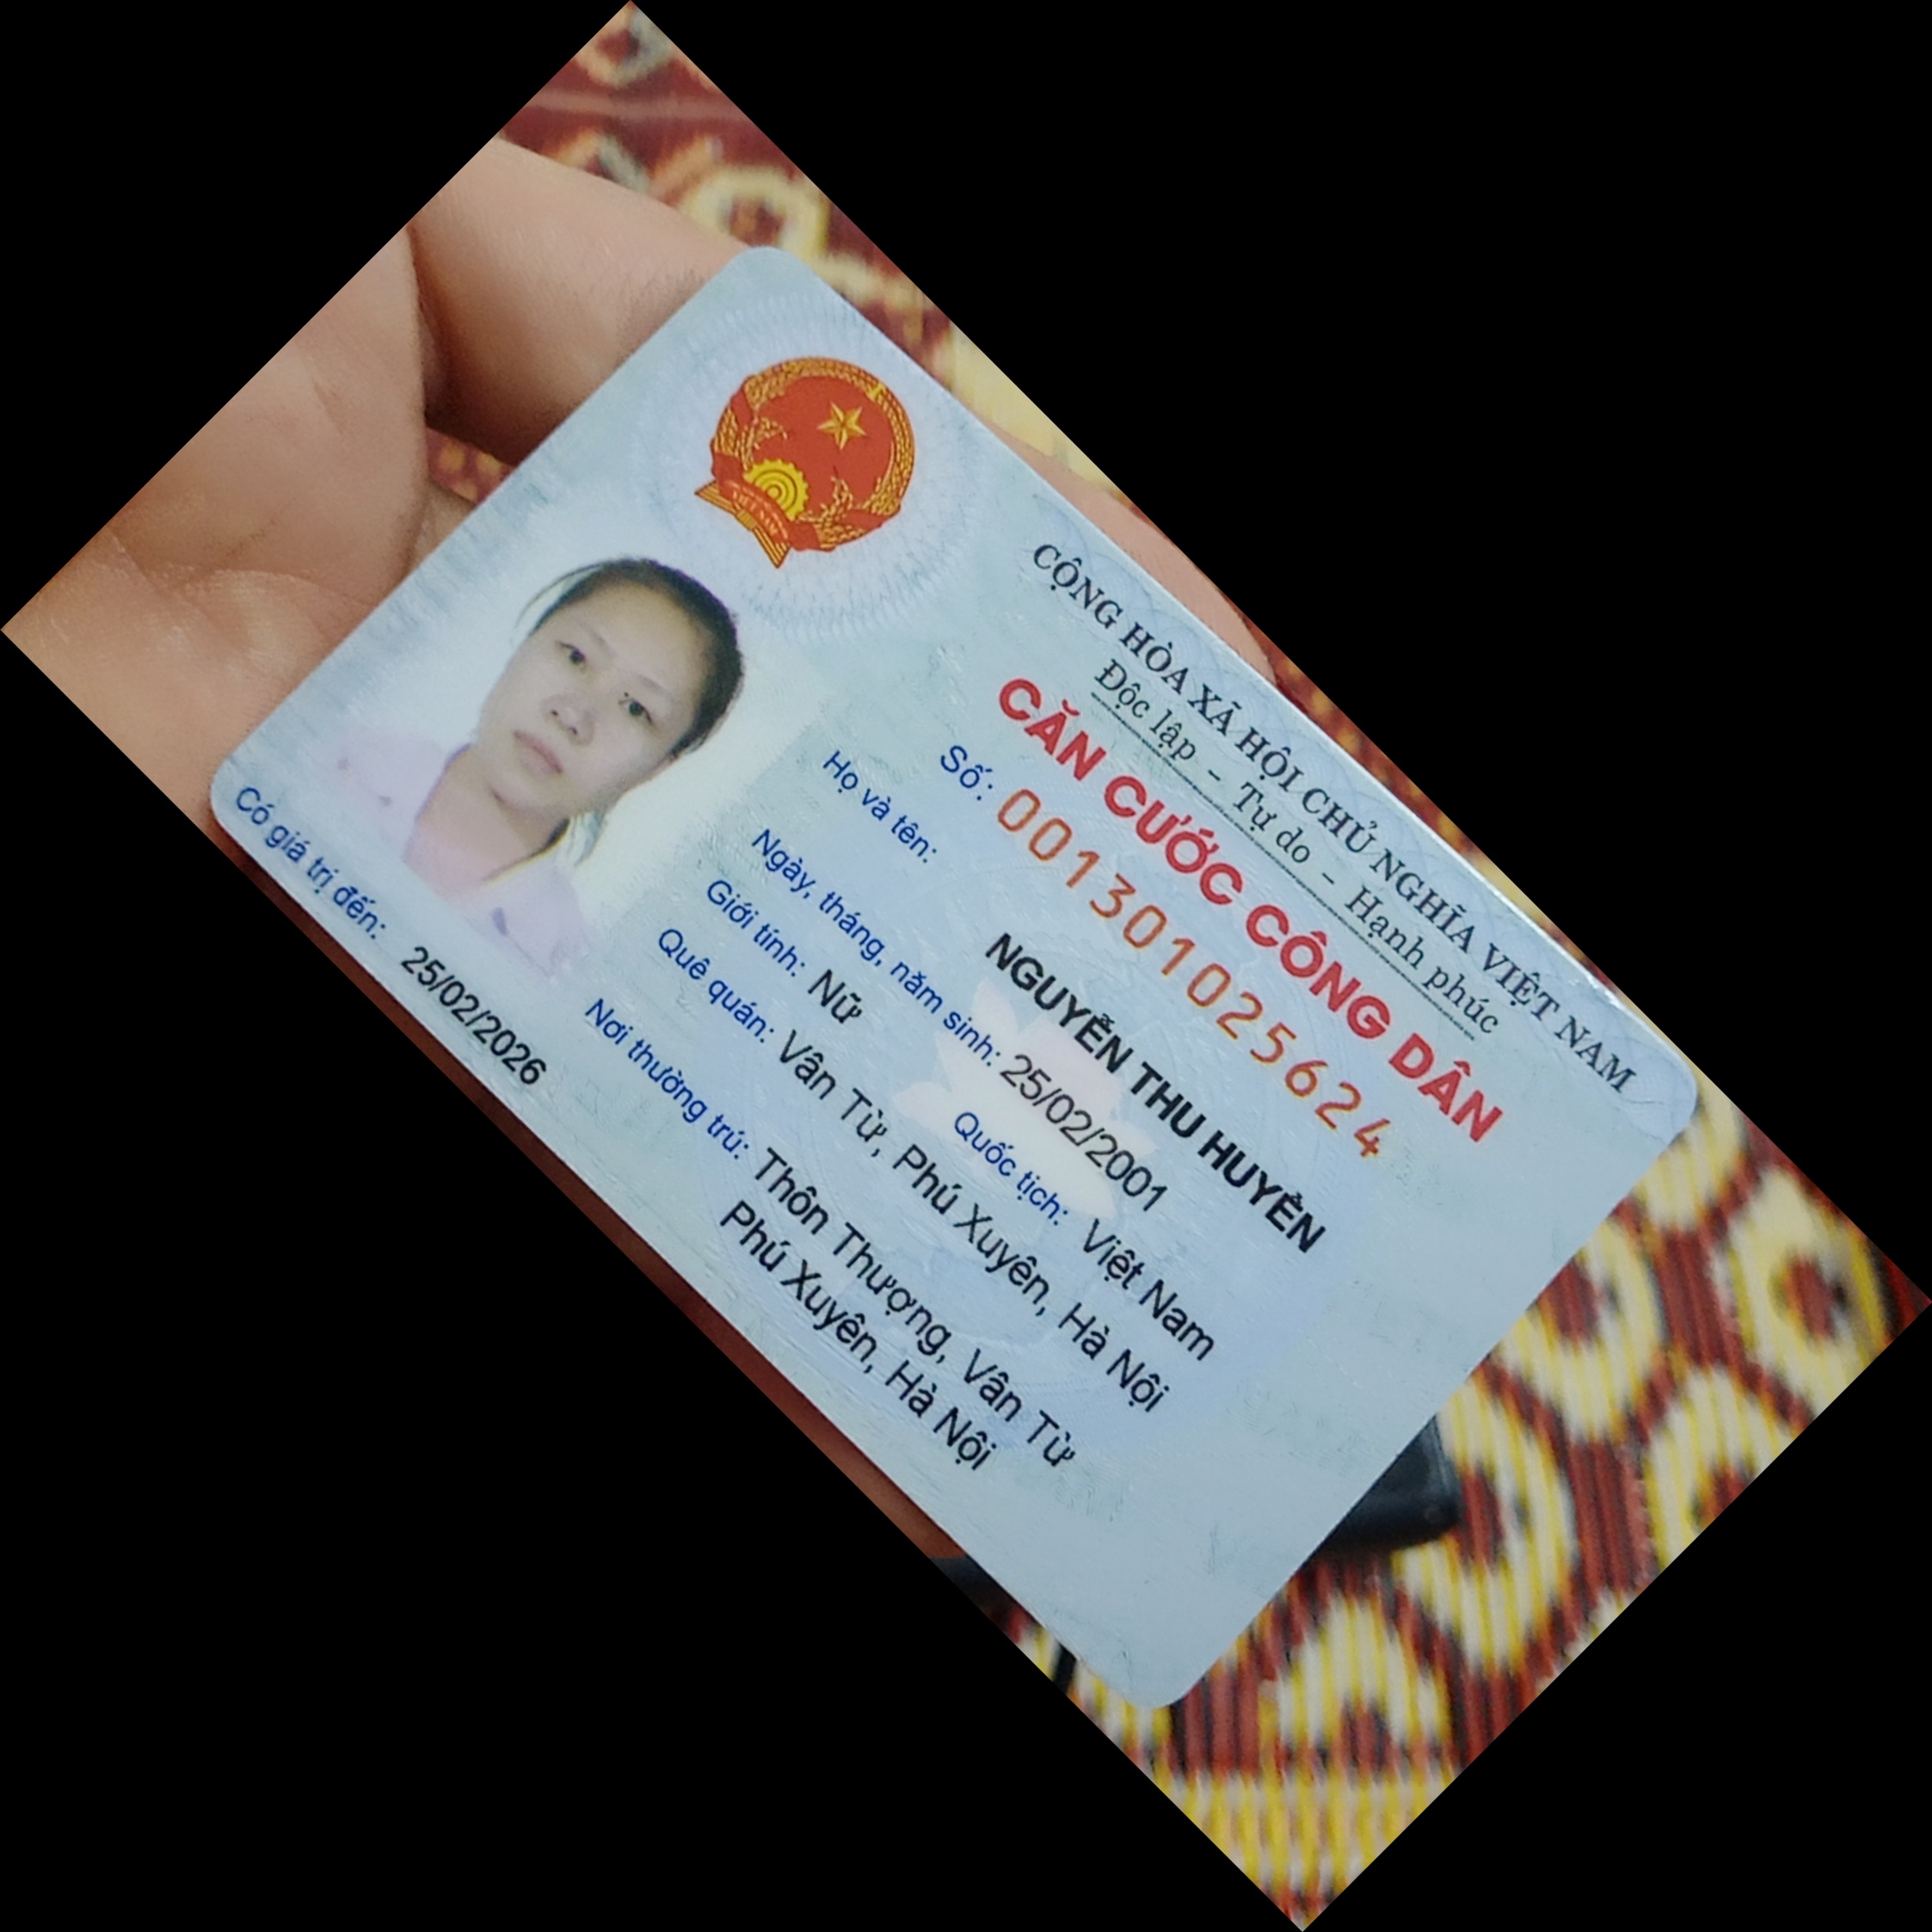 CỘNG HÒA XÃ HỘI CHỦ NGHĨA VIỆT NAM
Độc lập - Tự do - Hạnh phúc
CĂN CƯỚC CÔNG DÂN
Số: 001301025624
Họ và tên:
NGUYỄN THU HUYỀN
Ngày, tháng, năm sinh: 25/02/2001
Giới tính: Nữ Quốc tịch: Việt Nam
Quê quán: Vân Từ, Phú Xuyên, Hà Nội
Nơi thường trú: Thôn Thượng, Vân Từ
Phú Xuyên, Hà Nội
Có giá trị đến: 25/02/2026